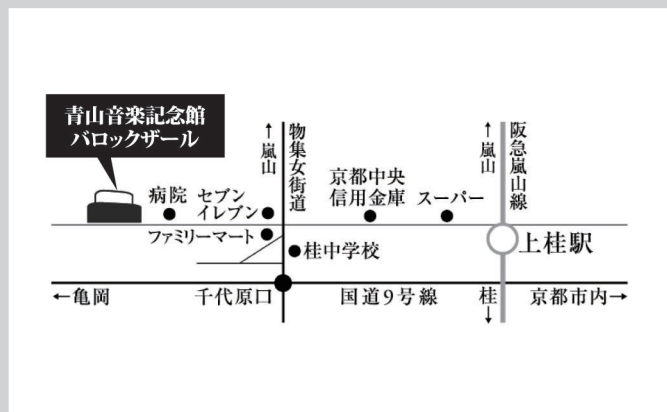 青山音楽記念館
バロックザール
病院
セブン
イレブン
ファミリーマート
↑嵐山
物集女街道
桂中学校
京都中央
信用金庫
スーパー
↑嵐山
阪急嵐山線
上桂駅
←亀岡
千代原口
国道9号線
桂↓
京都市内→